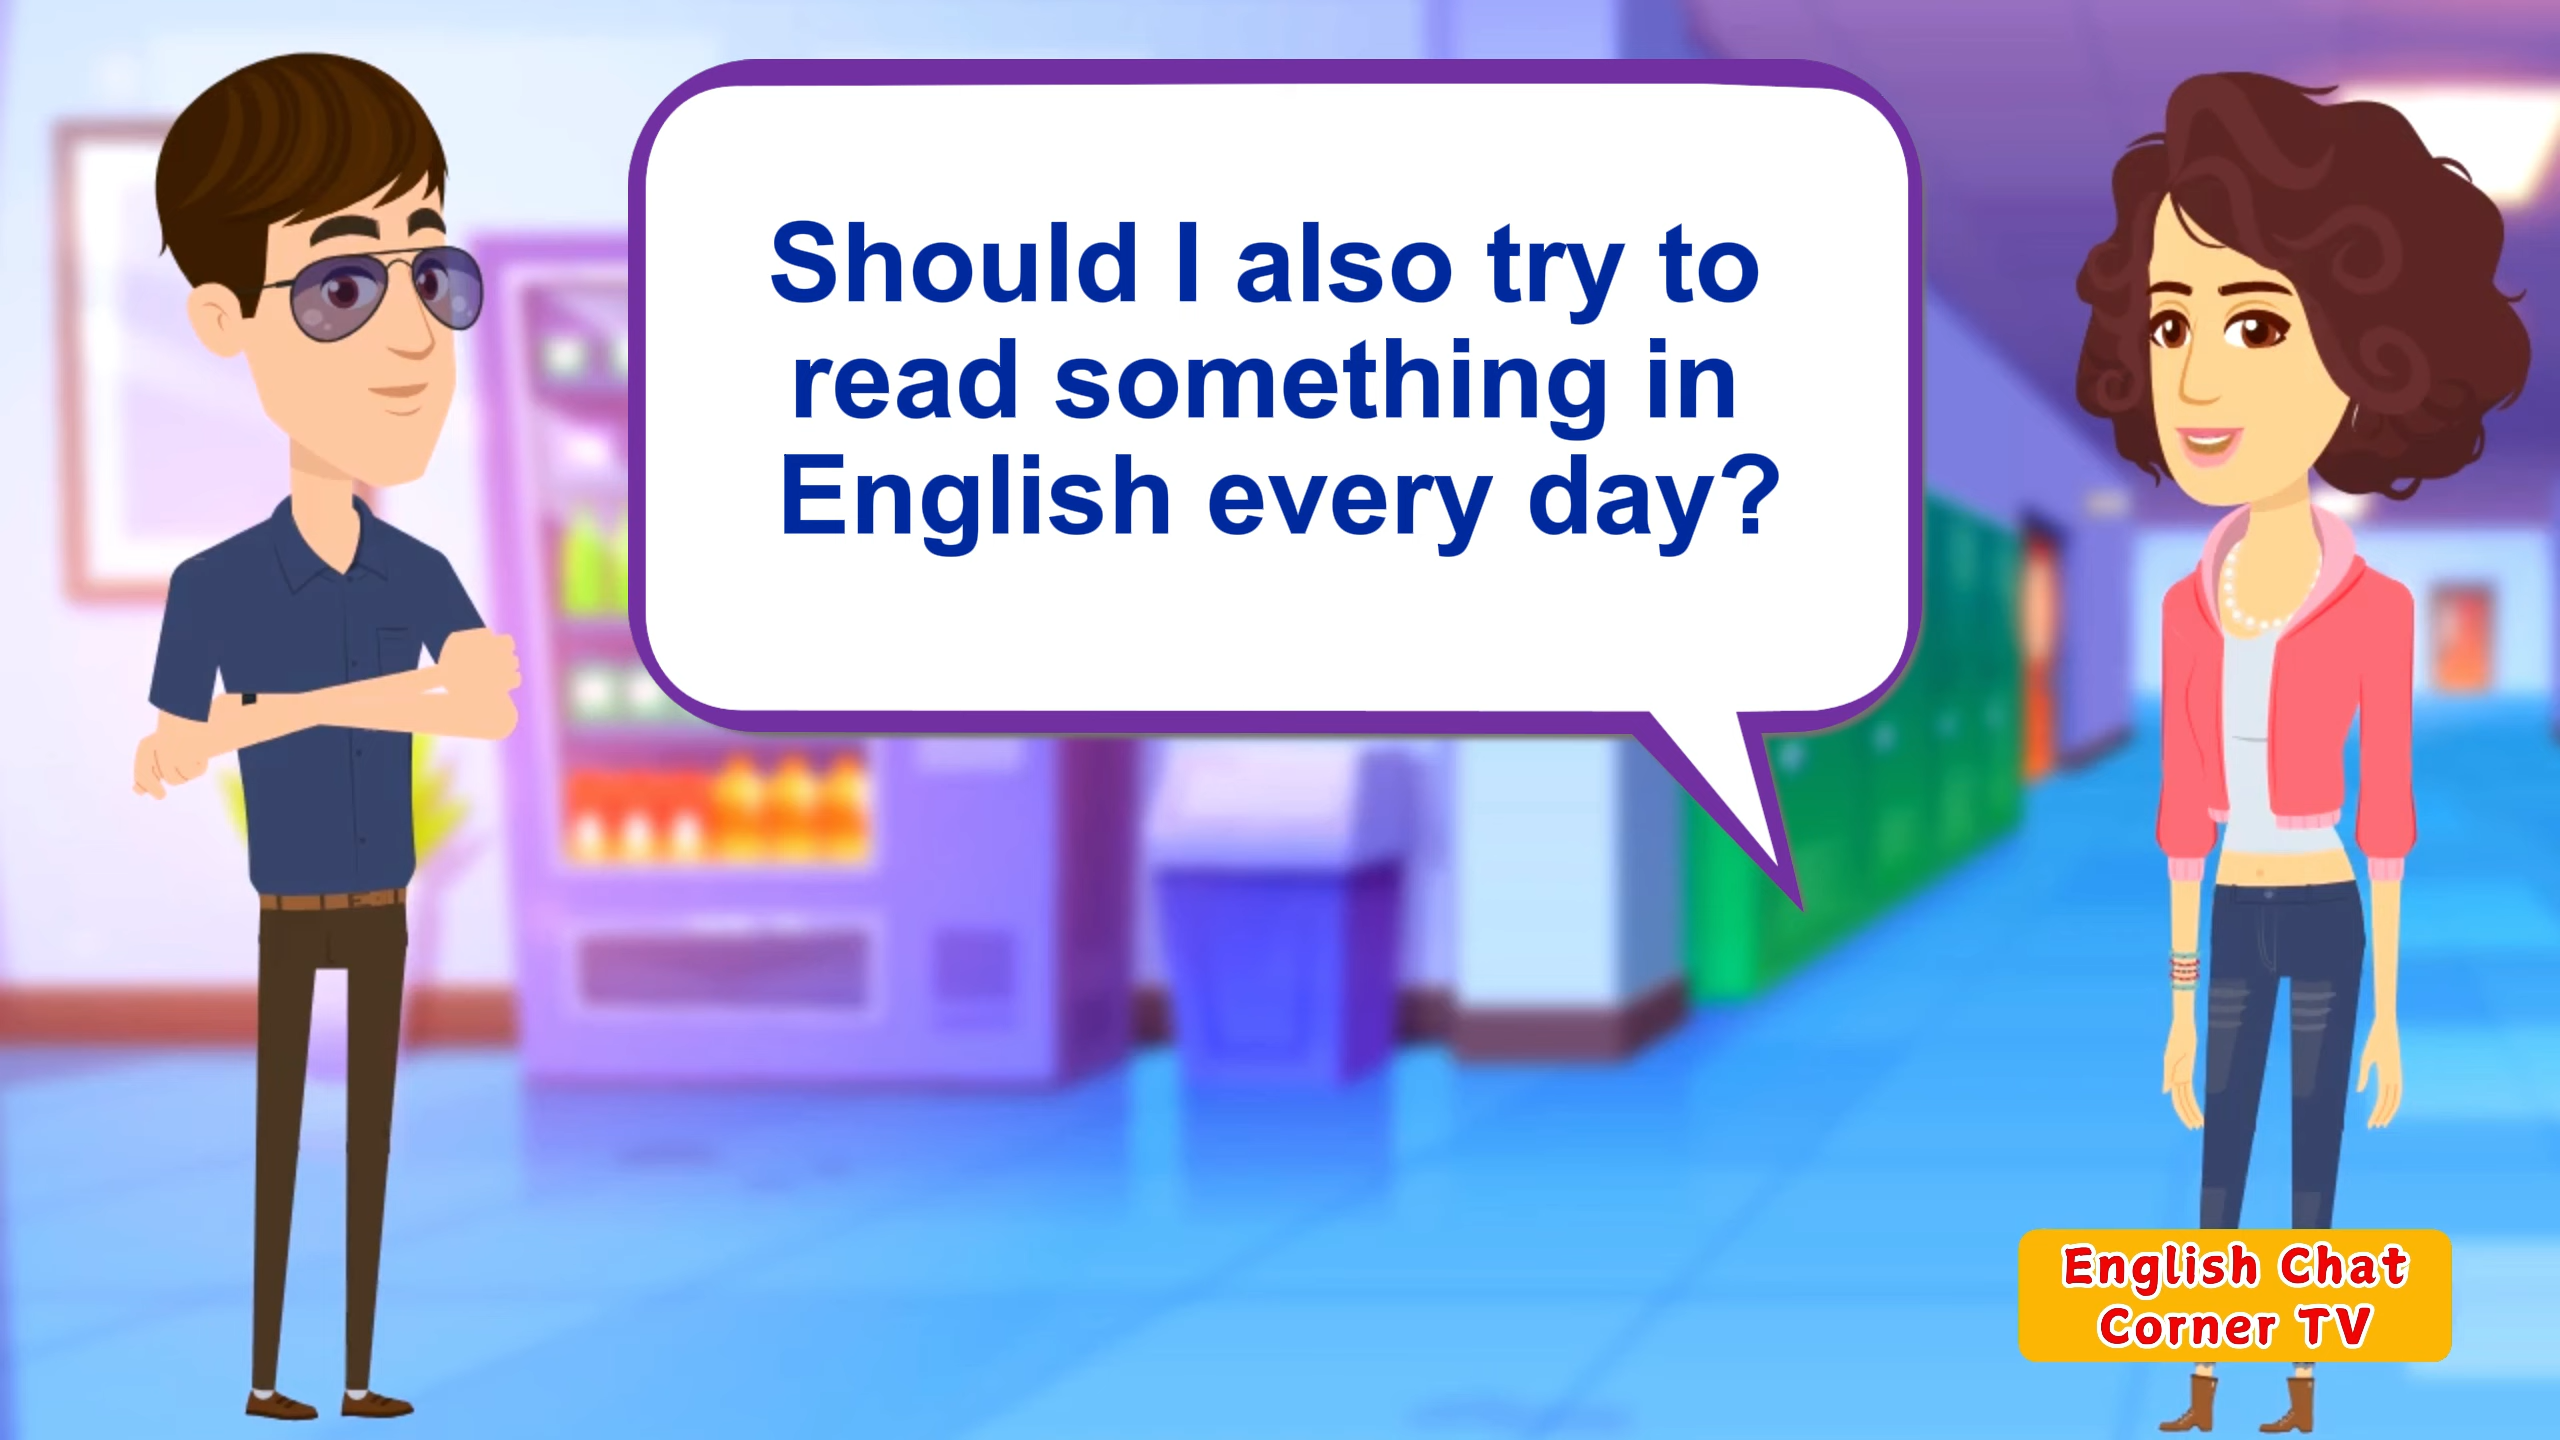 Should I also try to
read something in
English every day?
English Chat
Corner TV